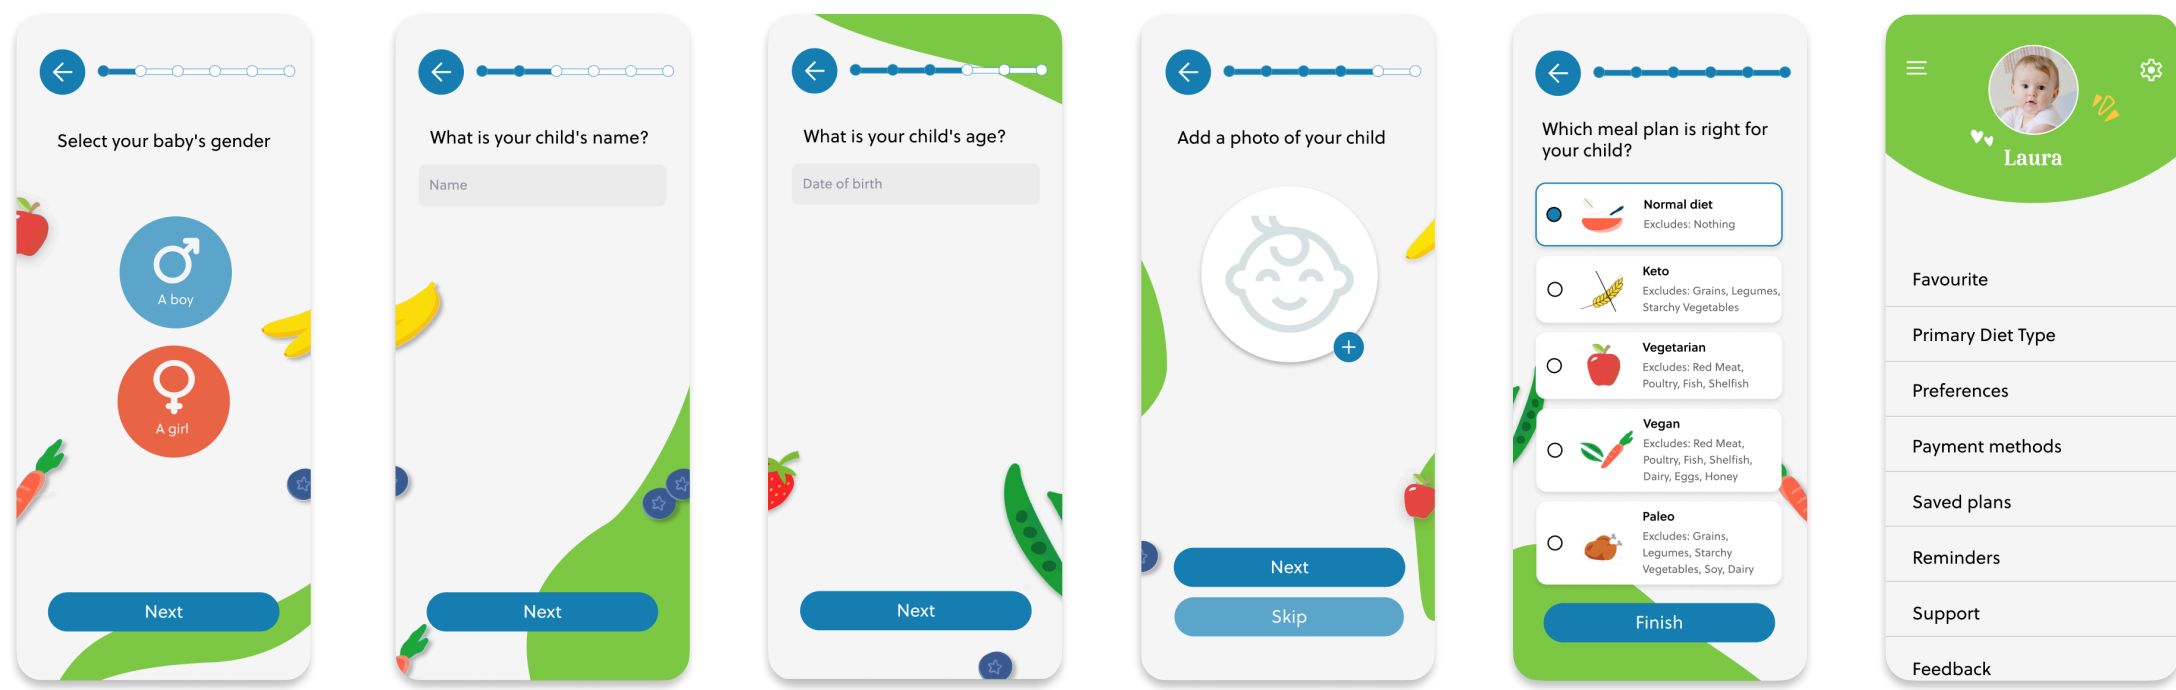 Select your baby's gender
A boy
A girl
Next
What is your child's name?
Name
Next
What is your child's age?
Date of birth
Next
Add a photo of your child
Next
Skip
Which meal plan is right for
your child?
Normal diet
Excludes: Nothing
Keto
Excludes: Grains, Legumes,
Starchy Vegetables
Vegetarian
Excludes: Red Meat,
Poultry, Fish, Shelfish
Vegan
Excludes: Red Meat,
Poultry, Fish, Shelfish,
Dairy, Eggs, Honey
Paleo
Excludes: Grains,
Legumes, Starchy
Vegetables, Soy, Dairy
Finish
Laura
Favourite
Primary Diet Type
Preferences
Payment methods
Saved plans
Reminders
Support
Feedback